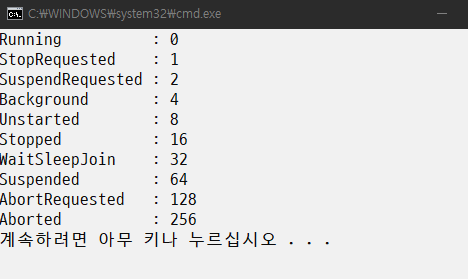 C:₩WINDOWS₩system32₩cmd.exe
Running : 0
StopRequested : 1
SuspendRequested : 2
Background : 4
Unstarted : 8
Stopped : 16
WaitSleepJoin : 32
Suspended : 64
AbortRequested : 128
Aborted : 256
계속하려면 아무 키나 누르십시오 . . .